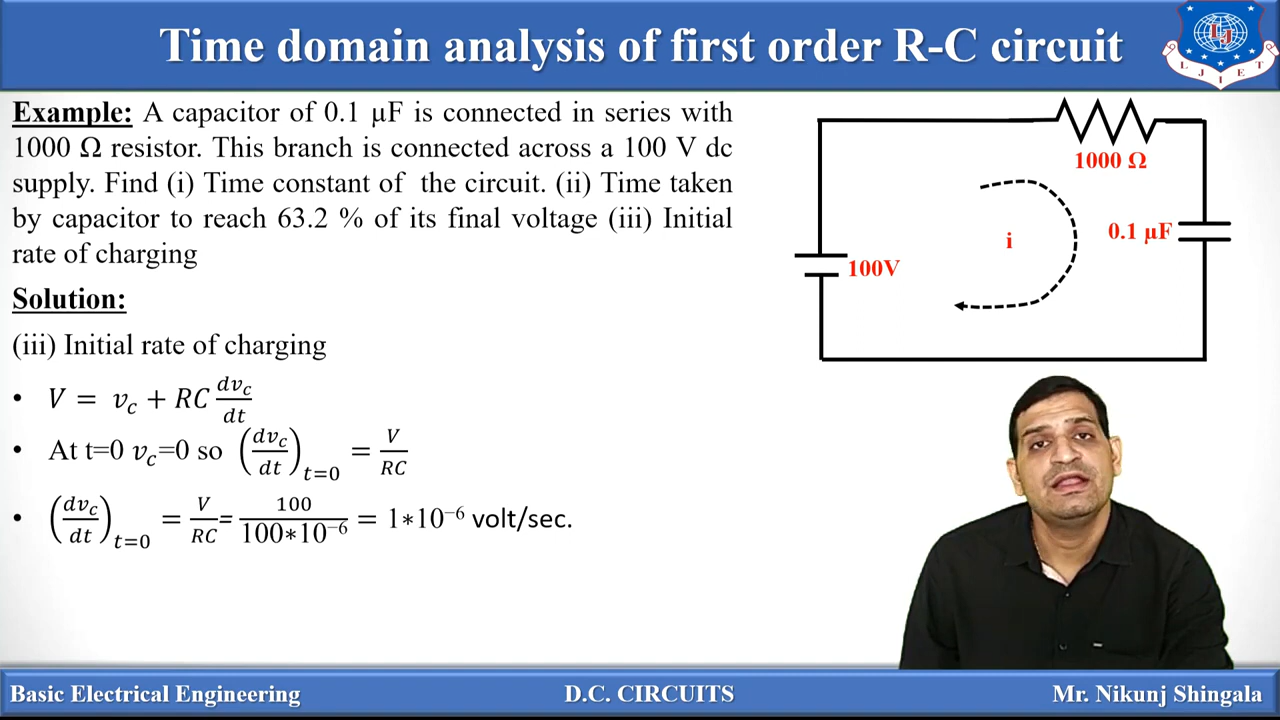 Time domain analysis of first order R-C circuit
L J I E T
Example: A capacitor of 0.1 µF is connected in series with
1000 Ω resistor. This branch is connected across a 100 V dc
supply. Find (i) Time constant of the circuit. (ii) Time taken
by capacitor to reach 63.2 % of its final voltage (iii) Initial
rate of charging
Solution:
(iii) Initial rate of charging
• V = v_c + RC dv_c/dt
• At t=0 v_c=0 so (dv_c/dt)_{t=0} = V/RC
• (dv_c/dt)_{t=0} = V/RC = 100/100∗10⁻⁶ = 1∗10⁻⁶ volt/sec.
1000 Ω
0.1 µF
i
100V
Basic Electrical Engineering
D.C. CIRCUITS
Mr. Nikunj Shingala